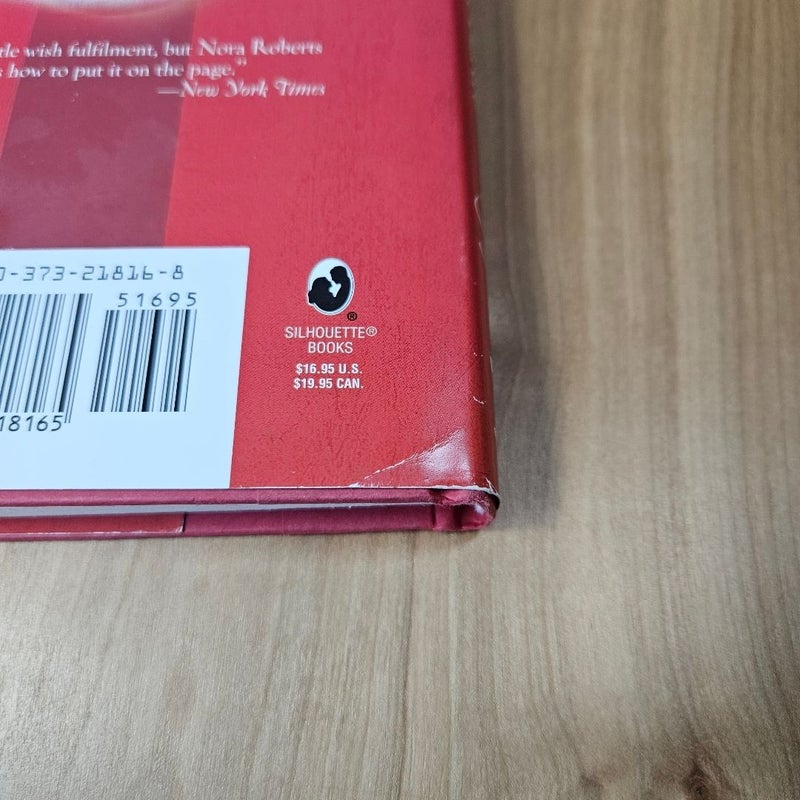 tle wish fulfilment, but Nora Roberts
s how to put it on the page."
—New York Times
0-373-21816-8
51695
18165
®
SILHOUETTE®
BOOKS
$16.95 U.S.
$19.95 CAN.